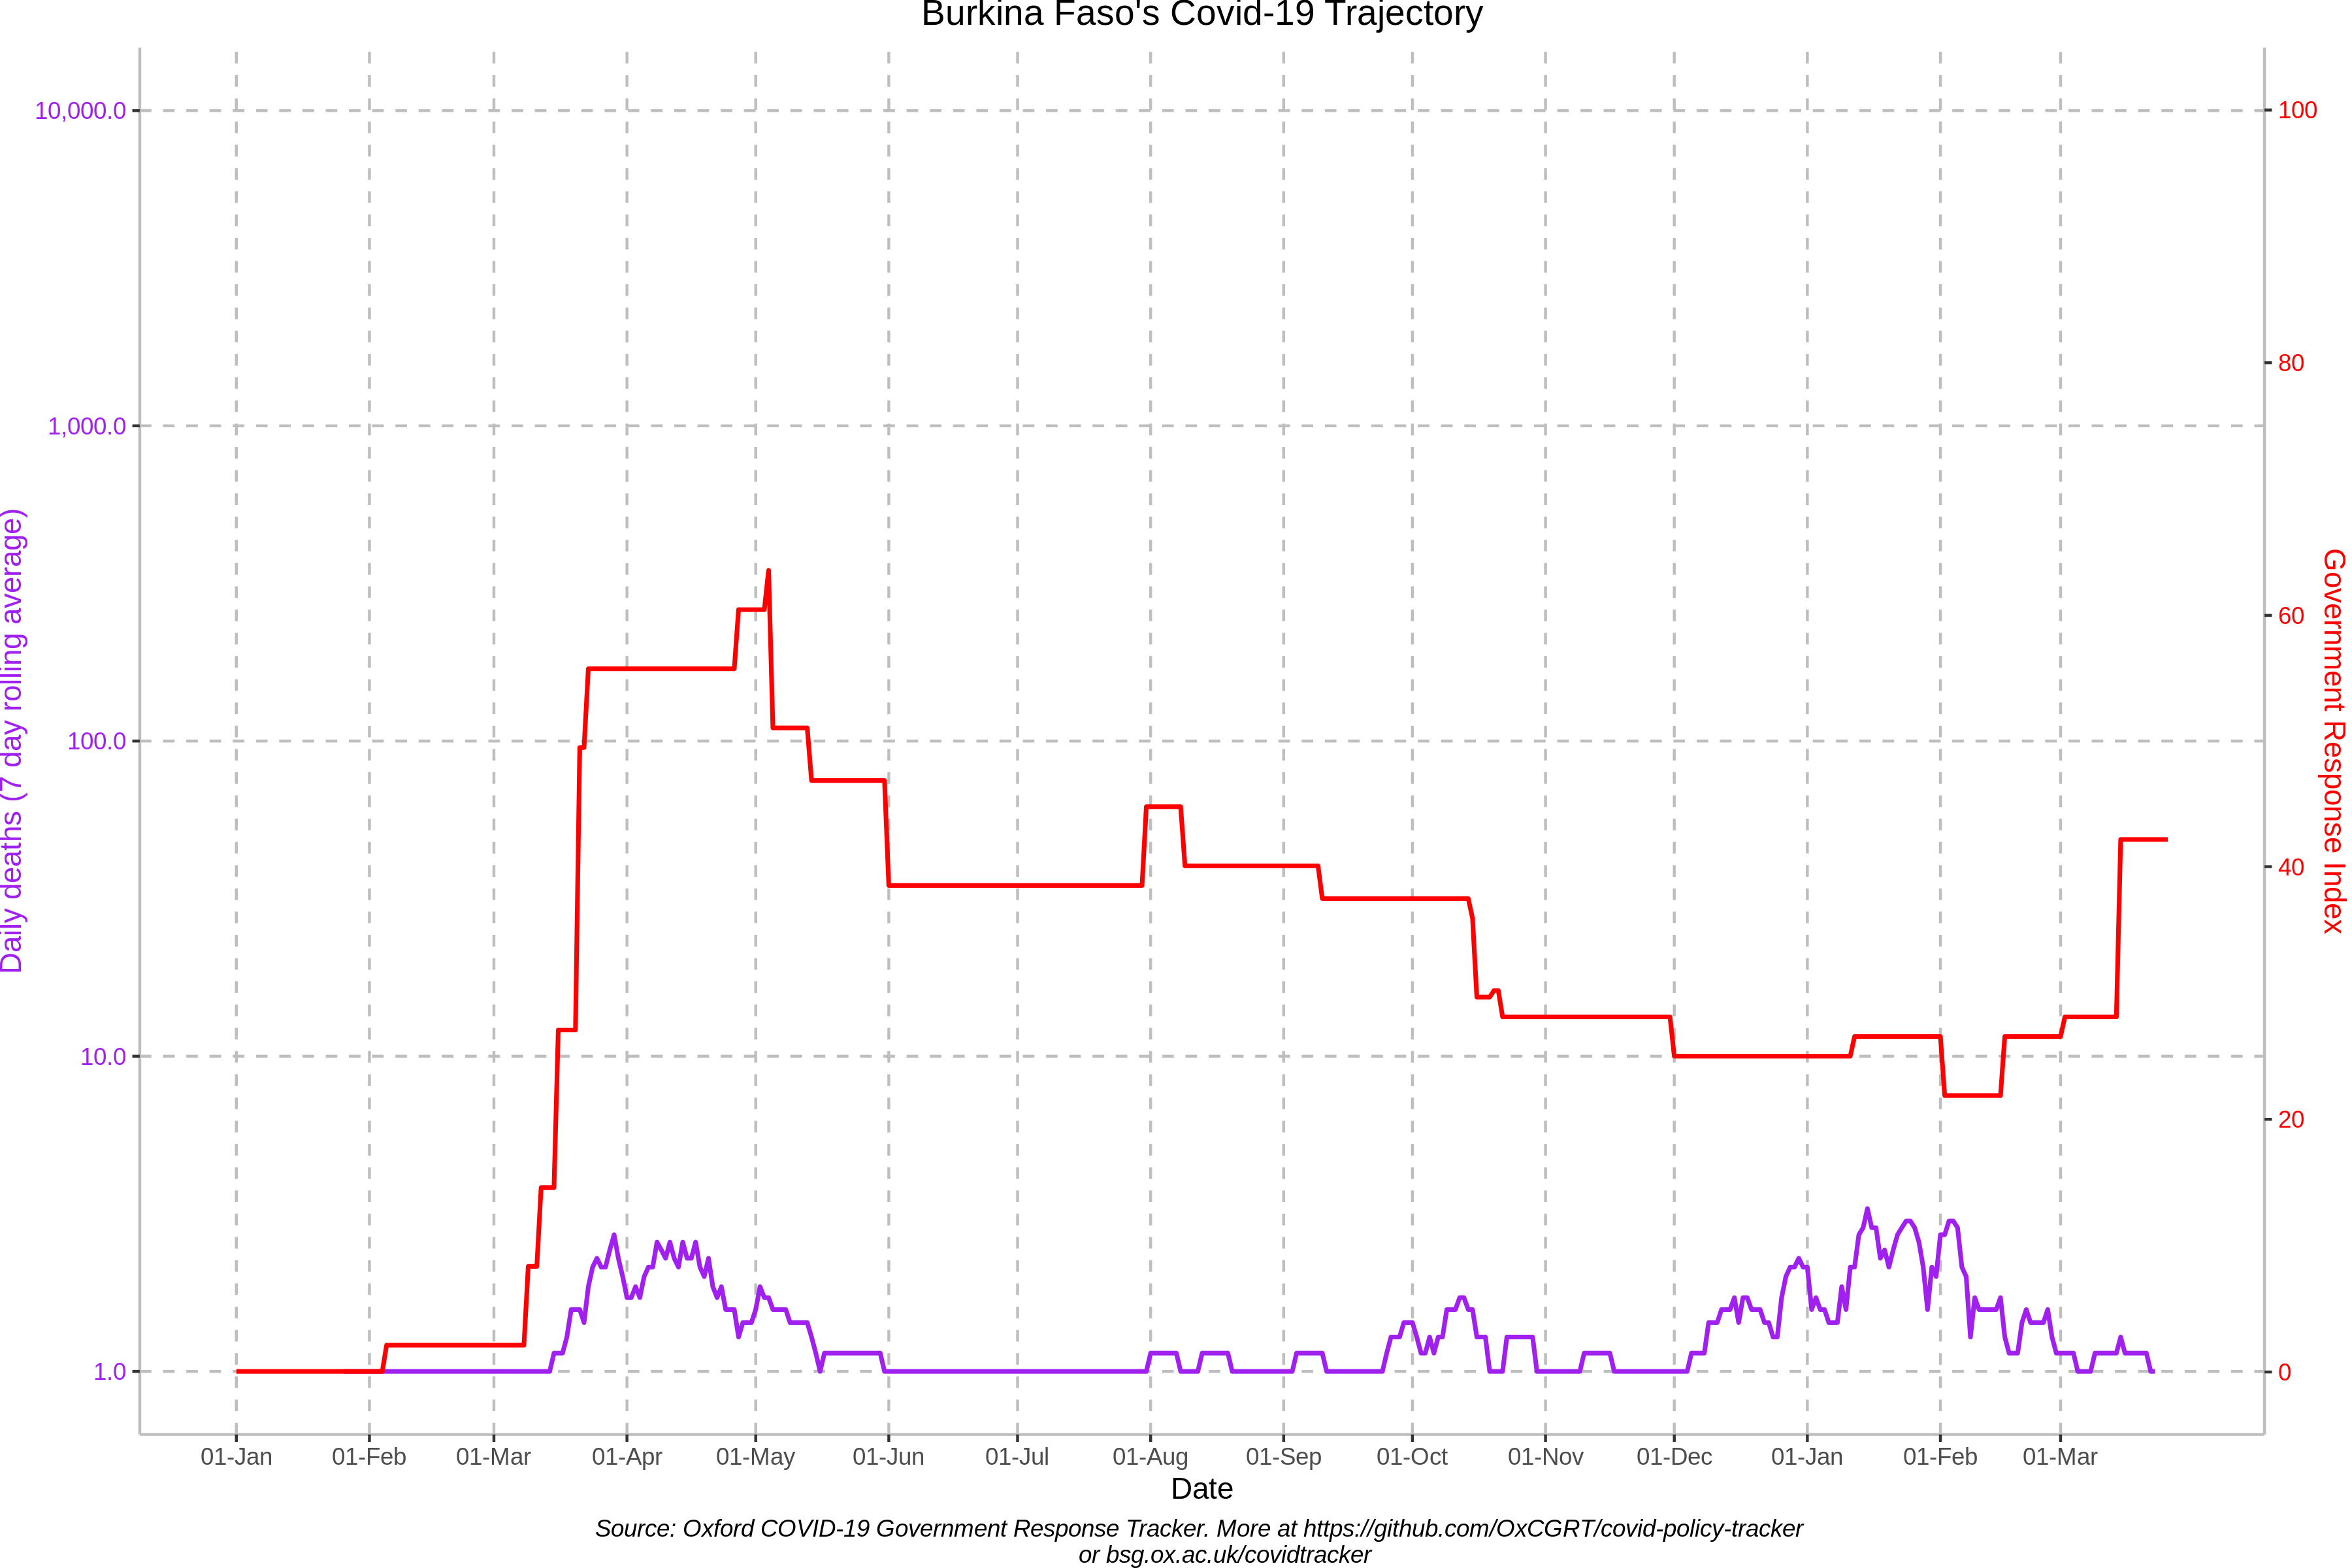 Burkina Faso's Covid-19 Trajectory
10,000.0
1,000.0
100.0
10.0
1.0
Daily deaths (7 day rolling average)
100
80
60
40
20
0
Government Response Index
01-Jan 01-Feb 01-Mar 01-Apr 01-May 01-Jun 01-Jul 01-Aug 01-Sep 01-Oct 01-Nov 01-Dec 01-Jan 01-Feb 01-Mar
Date
Source: Oxford COVID-19 Government Response Tracker. More at https://github.com/OxCGRT/covid-policy-tracker
or bsg.ox.ac.uk/covidtracker